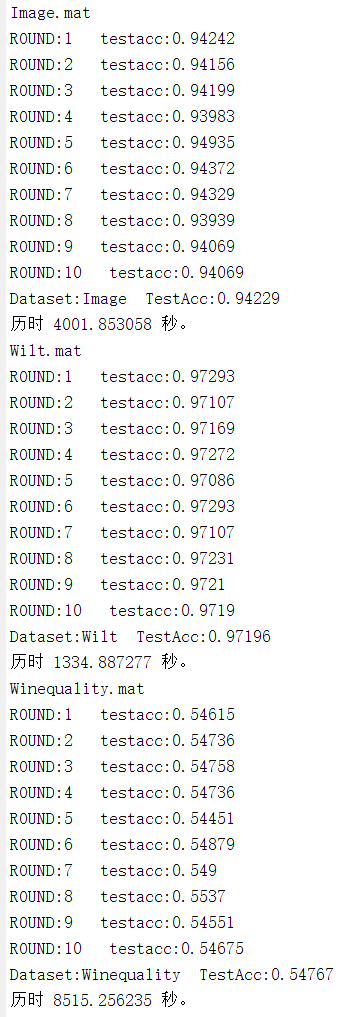 Image.mat
ROUND:1   testacc:0.94242
ROUND:2   testacc:0.94156
ROUND:3   testacc:0.94199
ROUND:4   testacc:0.93983
ROUND:5   testacc:0.94935
ROUND:6   testacc:0.94372
ROUND:7   testacc:0.94329
ROUND:8   testacc:0.93939
ROUND:9   testacc:0.94069
ROUND:10   testacc:0.94069
Dataset:Image  TestAcc:0.94229
历时 4001.853058 秒。
Wilt.mat
ROUND:1   testacc:0.97293
ROUND:2   testacc:0.97107
ROUND:3   testacc:0.97169
ROUND:4   testacc:0.97272
ROUND:5   testacc:0.97086
ROUND:6   testacc:0.97293
ROUND:7   testacc:0.97107
ROUND:8   testacc:0.97231
ROUND:9   testacc:0.9721
ROUND:10   testacc:0.9719
Dataset:Wilt  TestAcc:0.97196
历时 1334.887277 秒。
Winequality.mat
ROUND:1   testacc:0.54615
ROUND:2   testacc:0.54736
ROUND:3   testacc:0.54758
ROUND:4   testacc:0.54736
ROUND:5   testacc:0.54451
ROUND:6   testacc:0.54879
ROUND:7   testacc:0.549
ROUND:8   testacc:0.5537
ROUND:9   testacc:0.54551
ROUND:10   testacc:0.54675
Dataset:Winequality  TestAcc:0.54767
历时 8515.256235 秒。